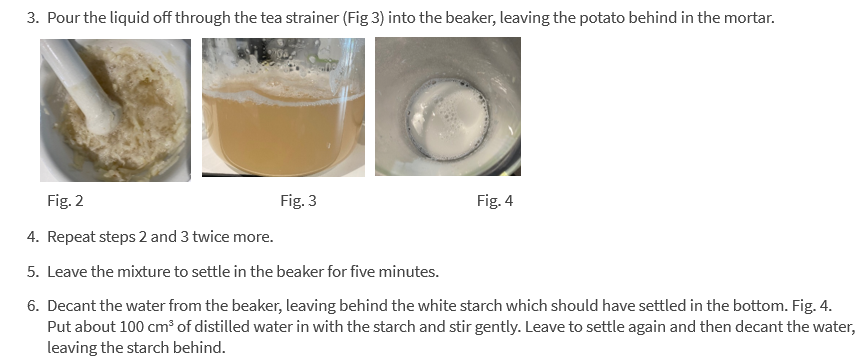 3. Pour the liquid off through the tea strainer (Fig 3) into the beaker, leaving the potato behind in the mortar.
Fig. 2 Fig. 3 Fig. 4
4. Repeat steps 2 and 3 twice more.
5. Leave the mixture to settle in the beaker for five minutes.
6. Decant the water from the beaker, leaving behind the white starch which should have settled in the bottom. Fig. 4.
Put about 100 cm³ of distilled water in with the starch and stir gently. Leave to settle again and then decant the water,
leaving the starch behind.